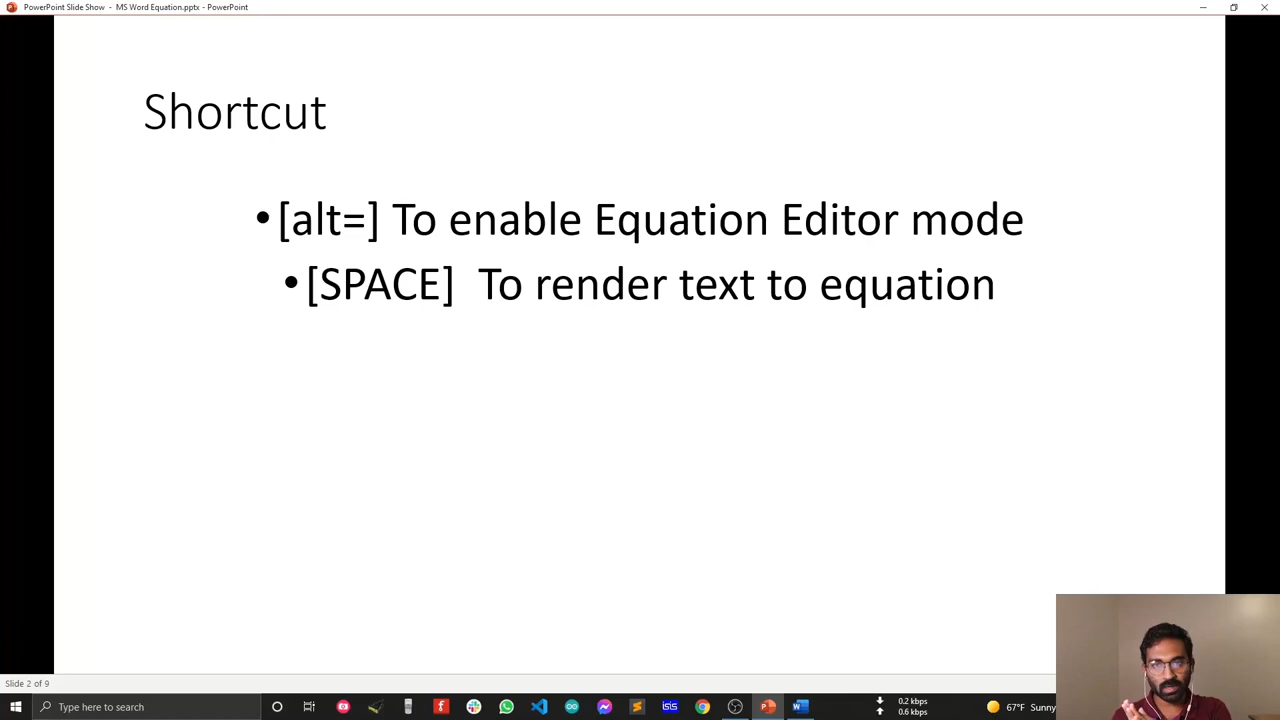 PowerPoint Slide Show - MS Word Equation.pptx - PowerPoint
Shortcut
•[alt=] To enable Equation Editor mode
•[SPACE]  To render text to equation
Slide 2 of 9
Type here to search
isis
0.2 kbps
0.6 kbps
67°F Sunny